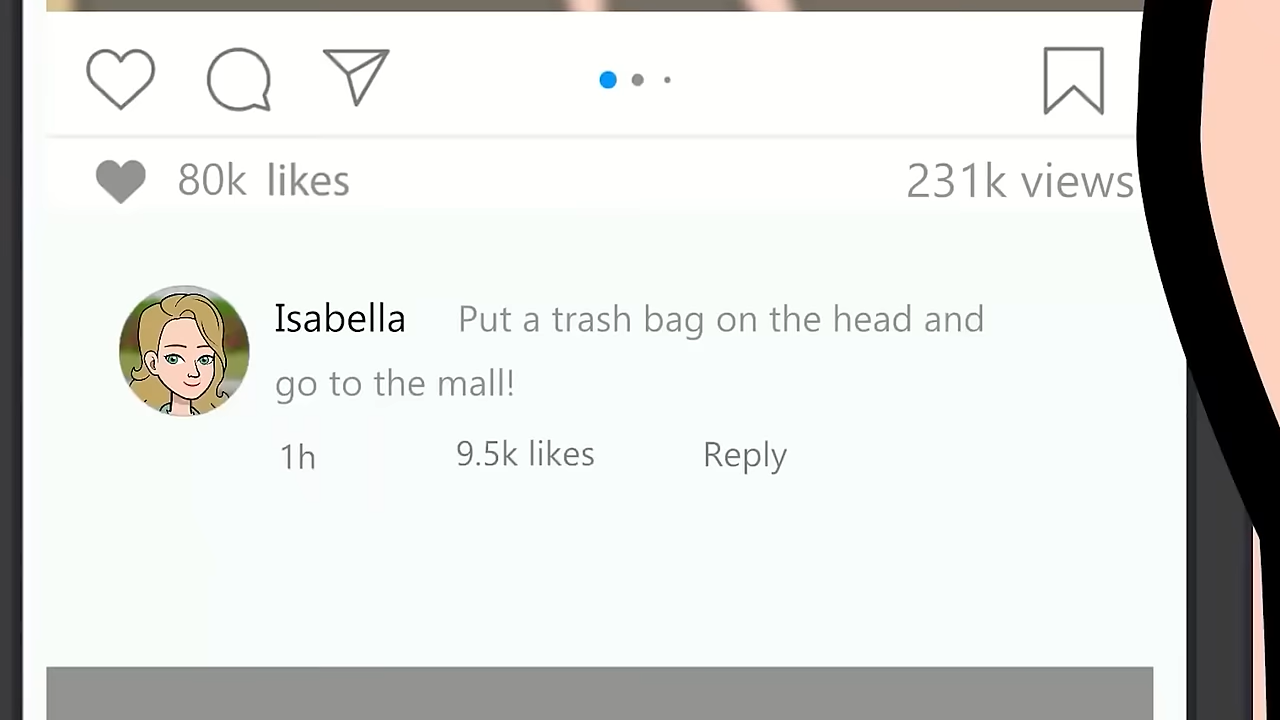 80k likes 231k views
Isabella Put a trash bag on the head and
go to the mall!
1h 9.5k likes Reply